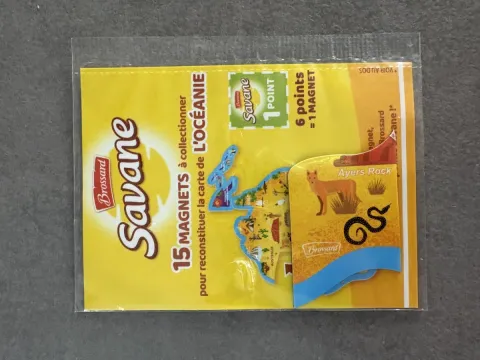 Brossard
Savane
15 MAGNETS à collectionner
pour reconstituer la carte de L'OCÉANIE
Brossard
Savane
1 POINT
6 points
= 1 MAGNET
Ayers Rock
Brossard